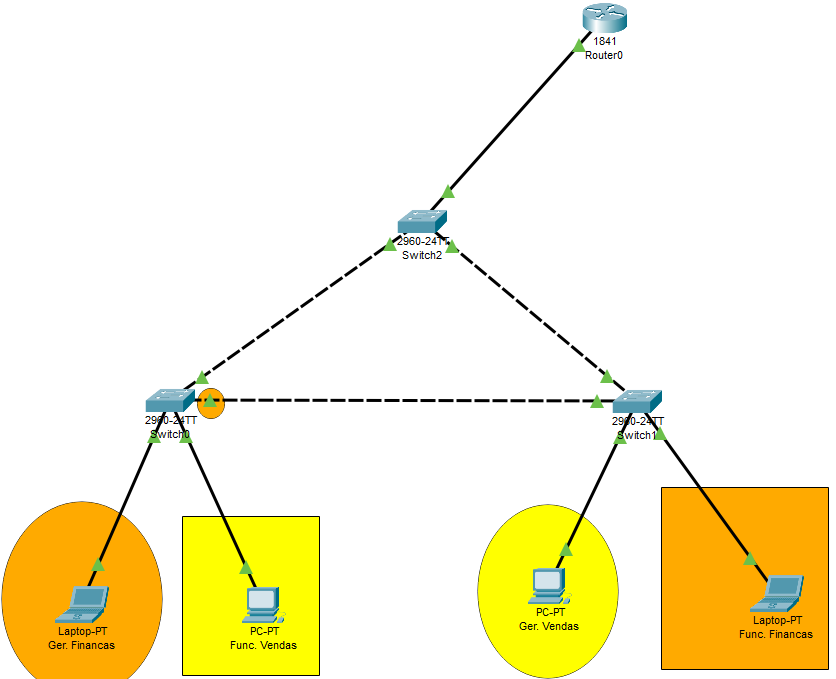 1841
Router0
2960-24TT
Switch2
2960-24TT
Switch0
2960-24TT
Switch1
Laptop-PT
Ger. Financas
PC-PT
Func. Vendas
PC-PT
Ger. Vendas
Laptop-PT
Func. Financas